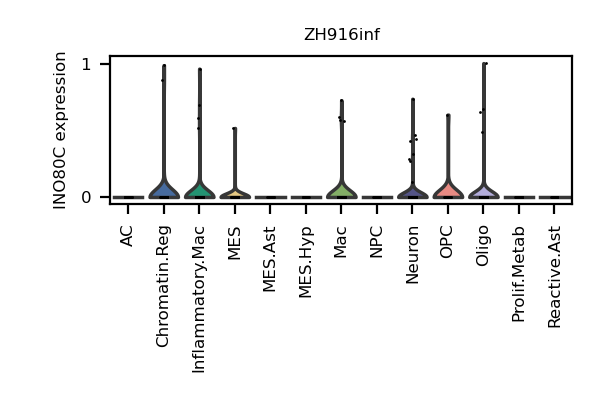 ZH916inf
INO80C expression
1
0
AC
Chromatin.Reg
Inflammatory.Mac
MES
MES.Ast
MES.Hyp
Mac
NPC
Neuron
OPC
Oligo
Prolif.Metab
Reactive.Ast